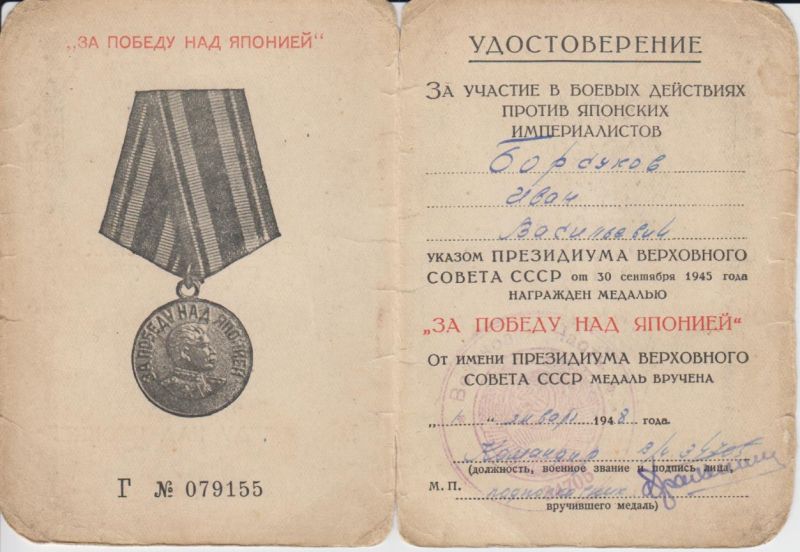 „ЗА ПОБЕДУ НАД ЯПОНИЕЙ“
ЗА ПОБЕДУ НАД ЯПОНИЕЙ
Г № 079155
УДОСТОВЕРЕНИЕ
ЗА УЧАСТИЕ В БОЕВЫХ ДЕЙСТВИЯХ
ПРОТИВ ЯПОНСКИХ
ИМПЕРИАЛИСТОВ
Иван
Васильевич
УКАЗОМ ПРЕЗИДИУМА ВЕРХОВНОГО
СОВЕТА СССР от 30 сентября 1945 года
НАГРАЖДЕН МЕДАЛЬЮ
„ЗА ПОБЕДУ НАД ЯПОНИЕЙ“
ОТ ИМЕНИ ПРЕЗИДИУМА ВЕРХОВНОГО
СОВЕТА СССР МЕДАЛЬ ВРУЧЕНА
января 1948 года
Командир в/ч
(должность, военное звание и подпись лица,
М. П. подполковник
вручившего медаль)